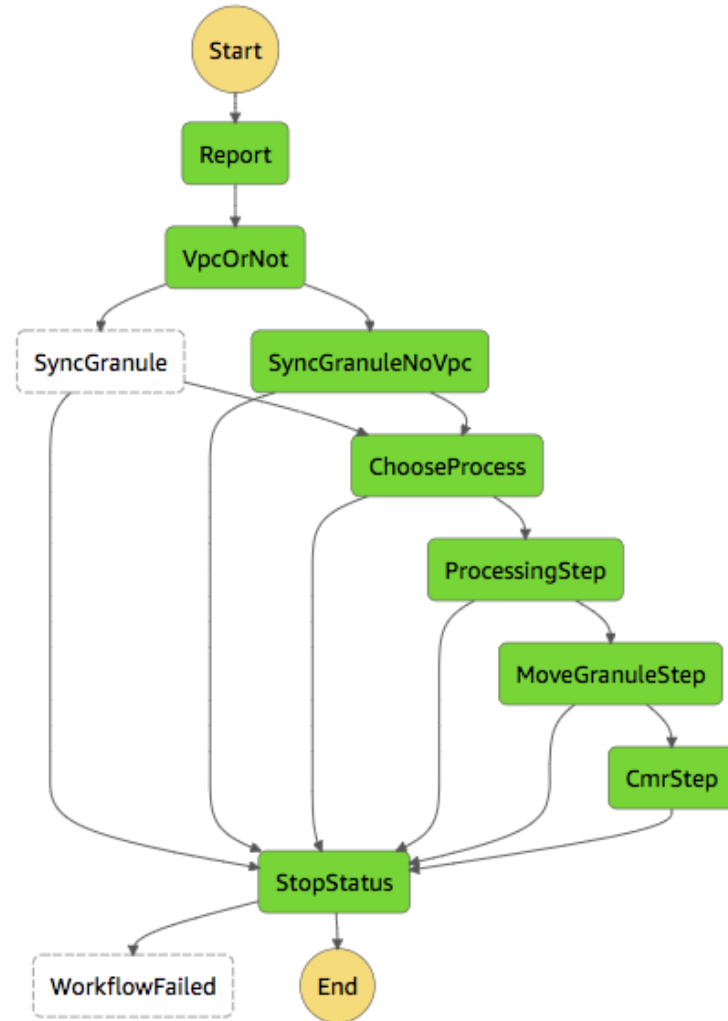 Start
Report
VpcOrNot
SyncGranule
SyncGranuleNoVpc
ChooseProcess
ProcessingStep
MoveGranuleStep
CmrStep
StopStatus
WorkflowFailed
End